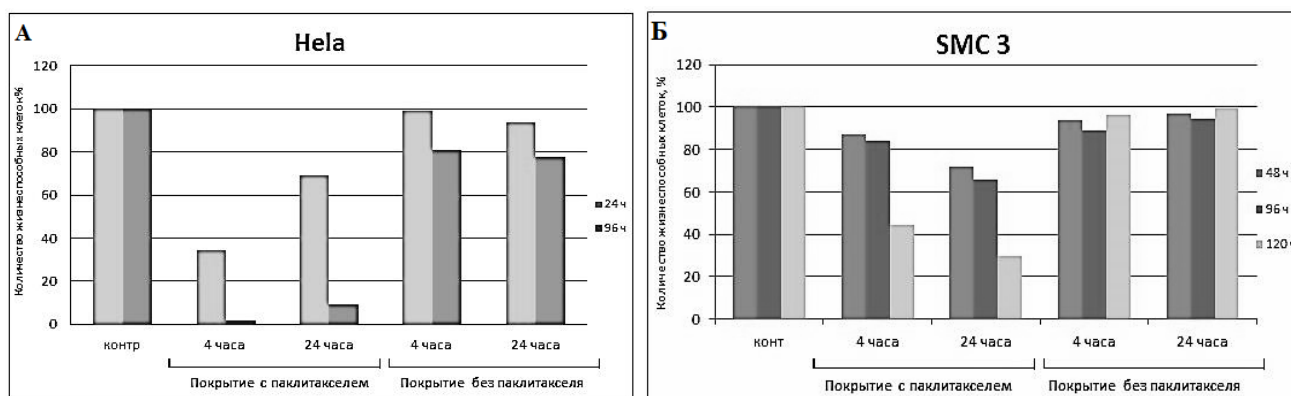 А
Hela
Количество жизнеспособных клеток%
120
100
80
60
40
20
0
контр
4 часа
24 часа
4 часа
24 часа
Покрытие с паклитакселем
Покрытие без паклитакселя
24 ч
96 ч
Б
SMC 3
Количество жизнеспособных клеток, %
120
100
80
60
40
20
0
конт
4 часа
24 часа
4 часа
24 часа
Покрытие с паклитакселем
Покрытие без паклитакселя
48 ч
96 ч
120 ч